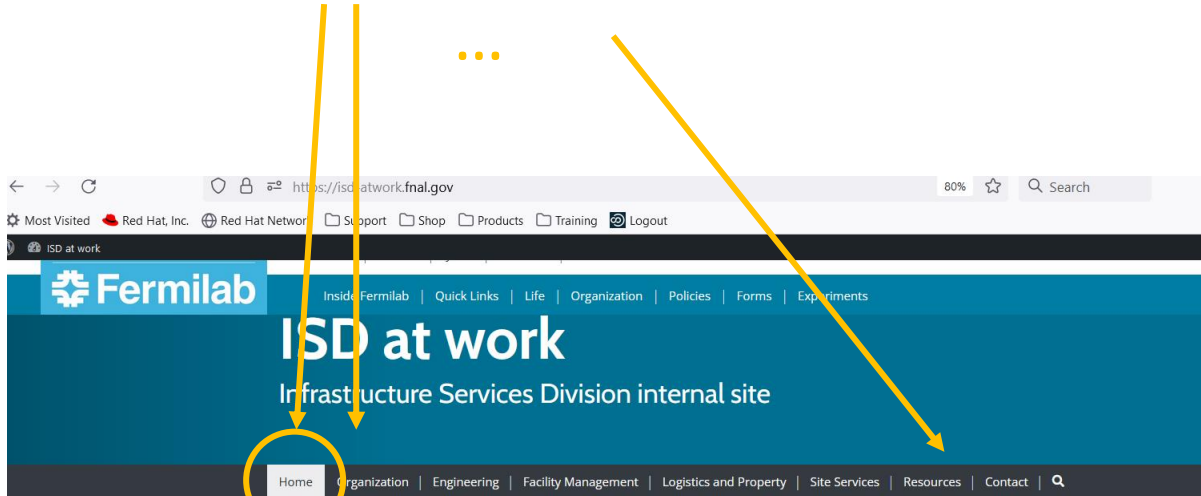 ...
https://isd-atwork.fnal.gov 80% Search
Most Visited Red Hat, Inc. Red Hat Network Support Shop Products Training Logout
ISD at work
Fermilab
Inside Fermilab | Quick Links | Life | Organization | Policies | Forms | Experiments
ISD at work
Infrastructure Services Division internal site
Home Organization | Engineering | Facility Management | Logistics and Property | Site Services | Resources | Contact |